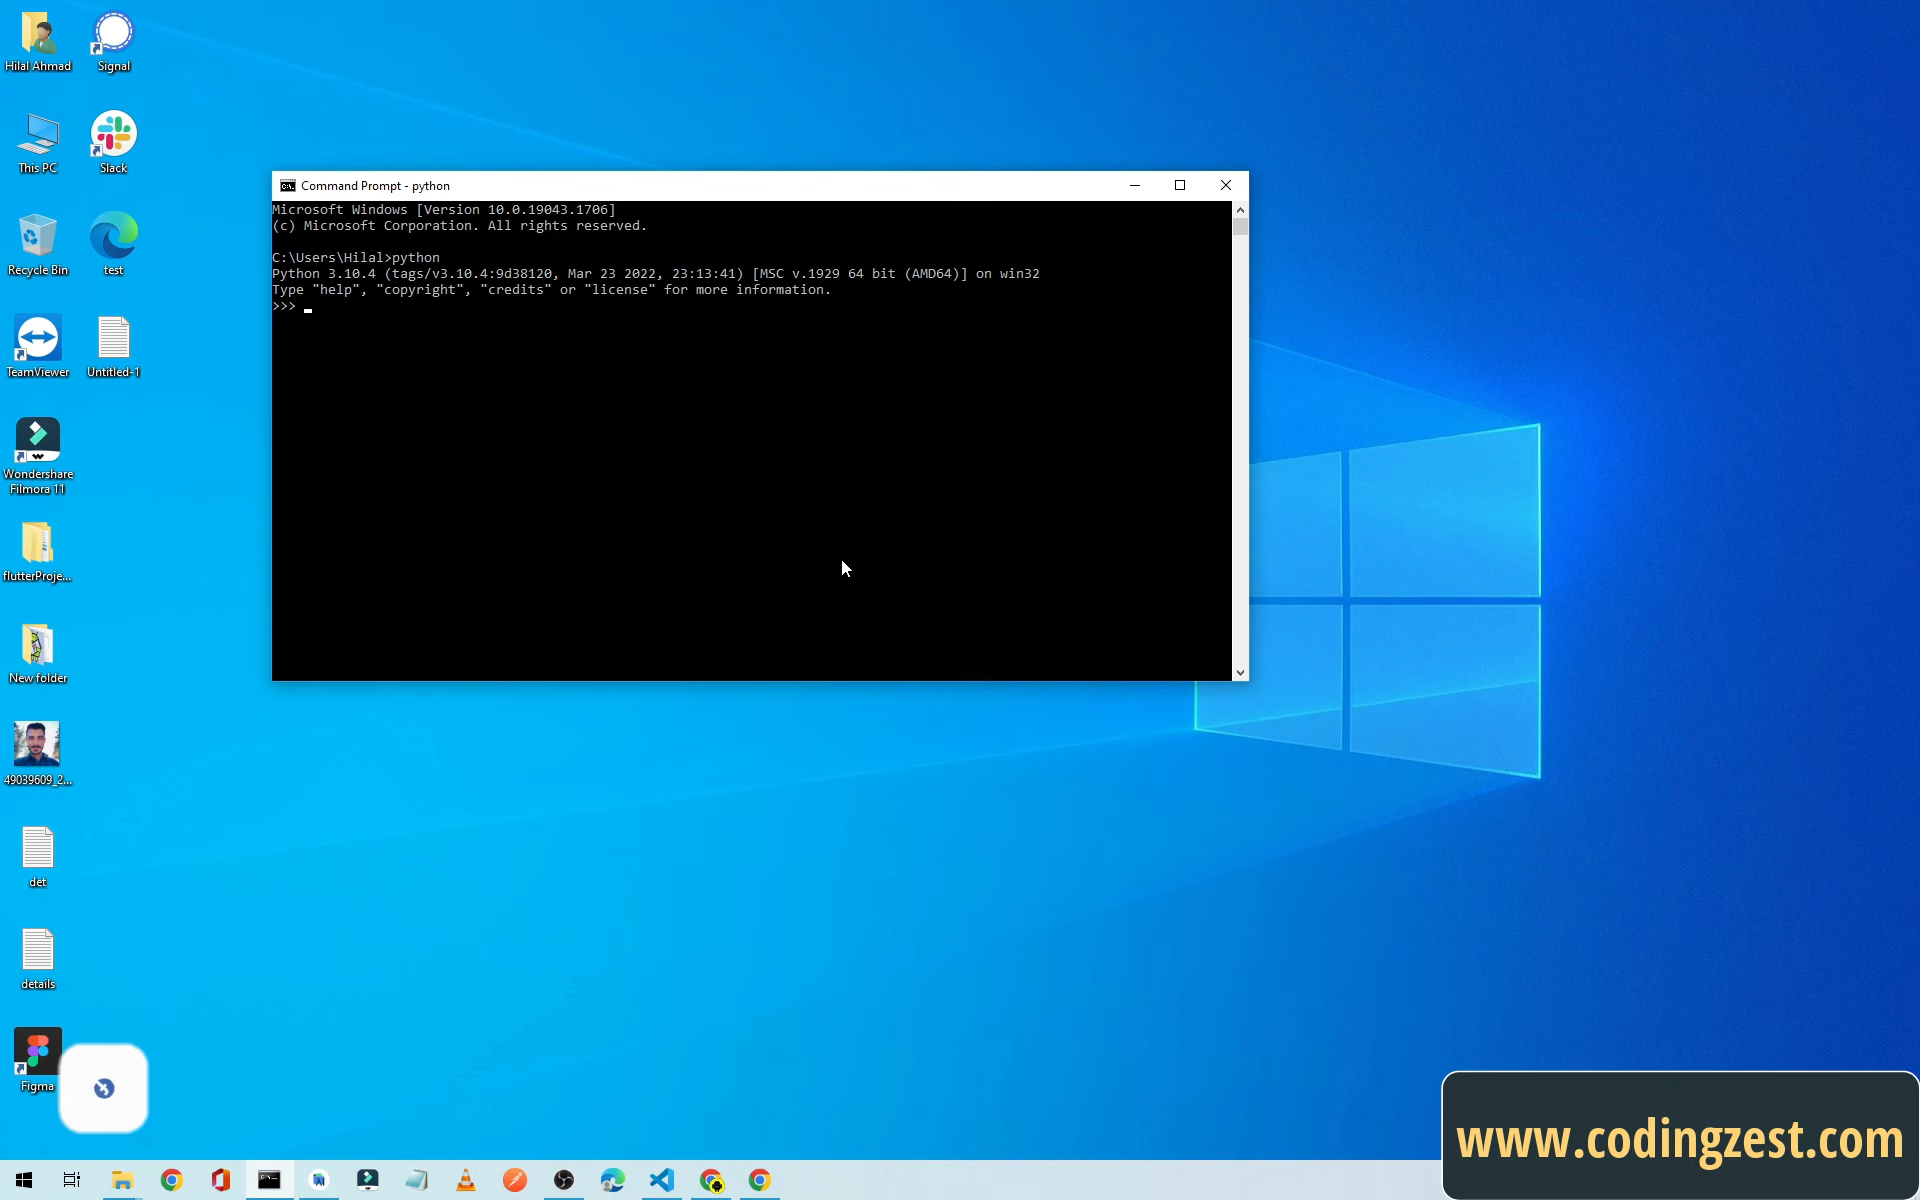 Hilal Ahmad
Signal
This PC
Slack
Recycle Bin
test
TeamViewer
Untitled-1
Wondershare
Filmora 11
flutterProje...
New folder
49039609_2...
det
details
Figma
Command Prompt - python
Microsoft Windows [Version 10.0.19043.1706]
(c) Microsoft Corporation. All rights reserved.
C:\Users\Hilal>python
Python 3.10.4 (tags/v3.10.4:9d38120, Mar 23 2022, 23:13:41) [MSC v.1929 64 bit (AMD64)] on win32
Type "help", "copyright", "credits" or "license" for more information.
>>>
www.codingzest.com